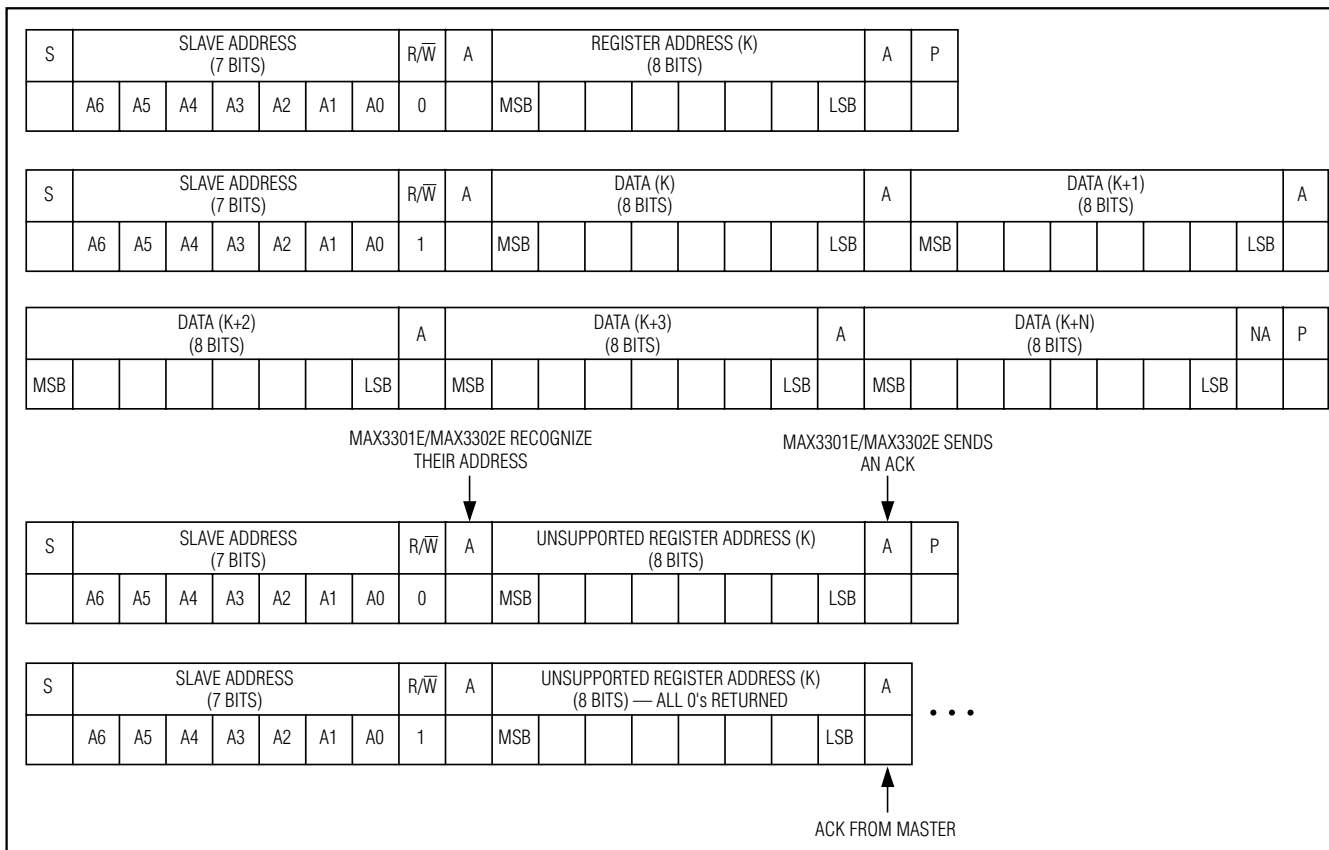 S SLAVE ADDRESS R/W̅ A REGISTER ADDRESS (K) A P
(7 BITS) (8 BITS)
A6 A5 A4 A3 A2 A1 A0 0 MSB LSB
S SLAVE ADDRESS R/W̅ A DATA (K) A DATA (K+1) A
(7 BITS) (8 BITS) (8 BITS)
A6 A5 A4 A3 A2 A1 A0 1 MSB LSB MSB LSB
DATA (K+2) A DATA (K+3) A DATA (K+N) NA P
(8 BITS) (8 BITS) (8 BITS)
MSB LSB MSB LSB MSB LSB
MAX3301E/MAX3302E RECOGNIZE MAX3301E/MAX3302E SENDS
THEIR ADDRESS AN ACK
S SLAVE ADDRESS R/W̅ A UNSUPPORTED REGISTER ADDRESS (K) A P
(7 BITS) (8 BITS)
A6 A5 A4 A3 A2 A1 A0 0 MSB LSB
S SLAVE ADDRESS R/W̅ A UNSUPPORTED REGISTER ADDRESS (K) A
(7 BITS) (8 BITS) — ALL 0's RETURNED
• • •
A6 A5 A4 A3 A2 A1 A0 1 MSB LSB
ACK FROM MASTER